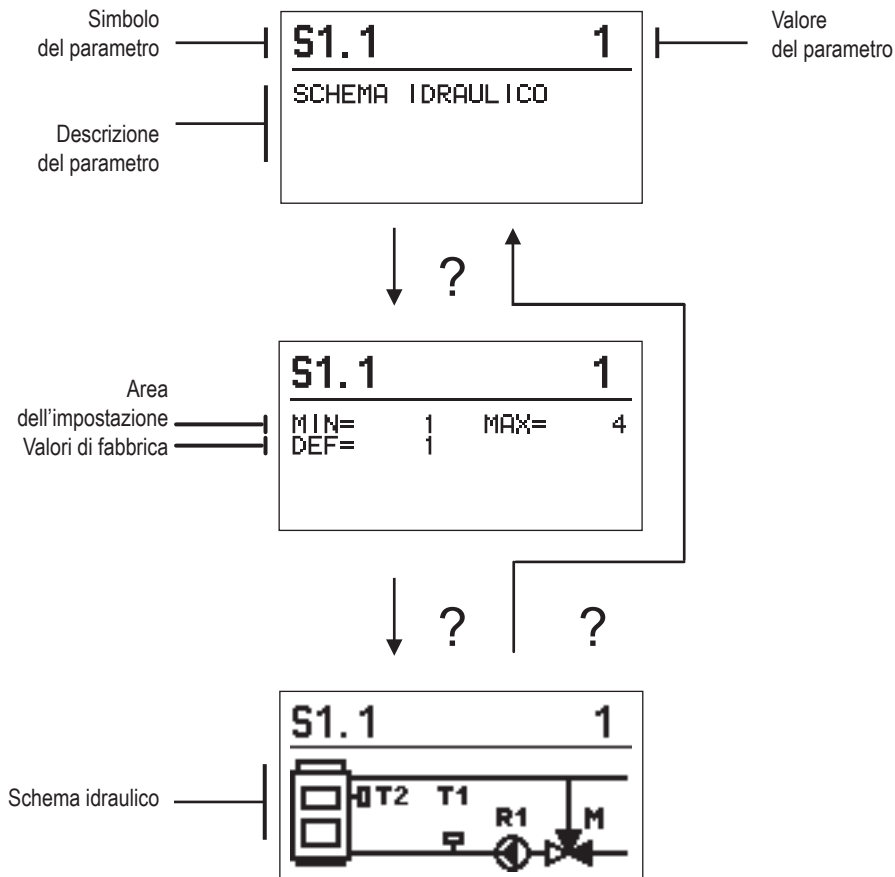 Simbolo
del parametro
S1.1 1
Valore
del parametro
SCHEMA IDRAULICO
Descrizione
del parametro
?
S1.1 1
Area
dell'impostazione
MIN= 1 MAX= 4
Valori di fabbrica
DEF= 1
? ?
S1.1 1
Schema idraulico
T2 T1
R1 M